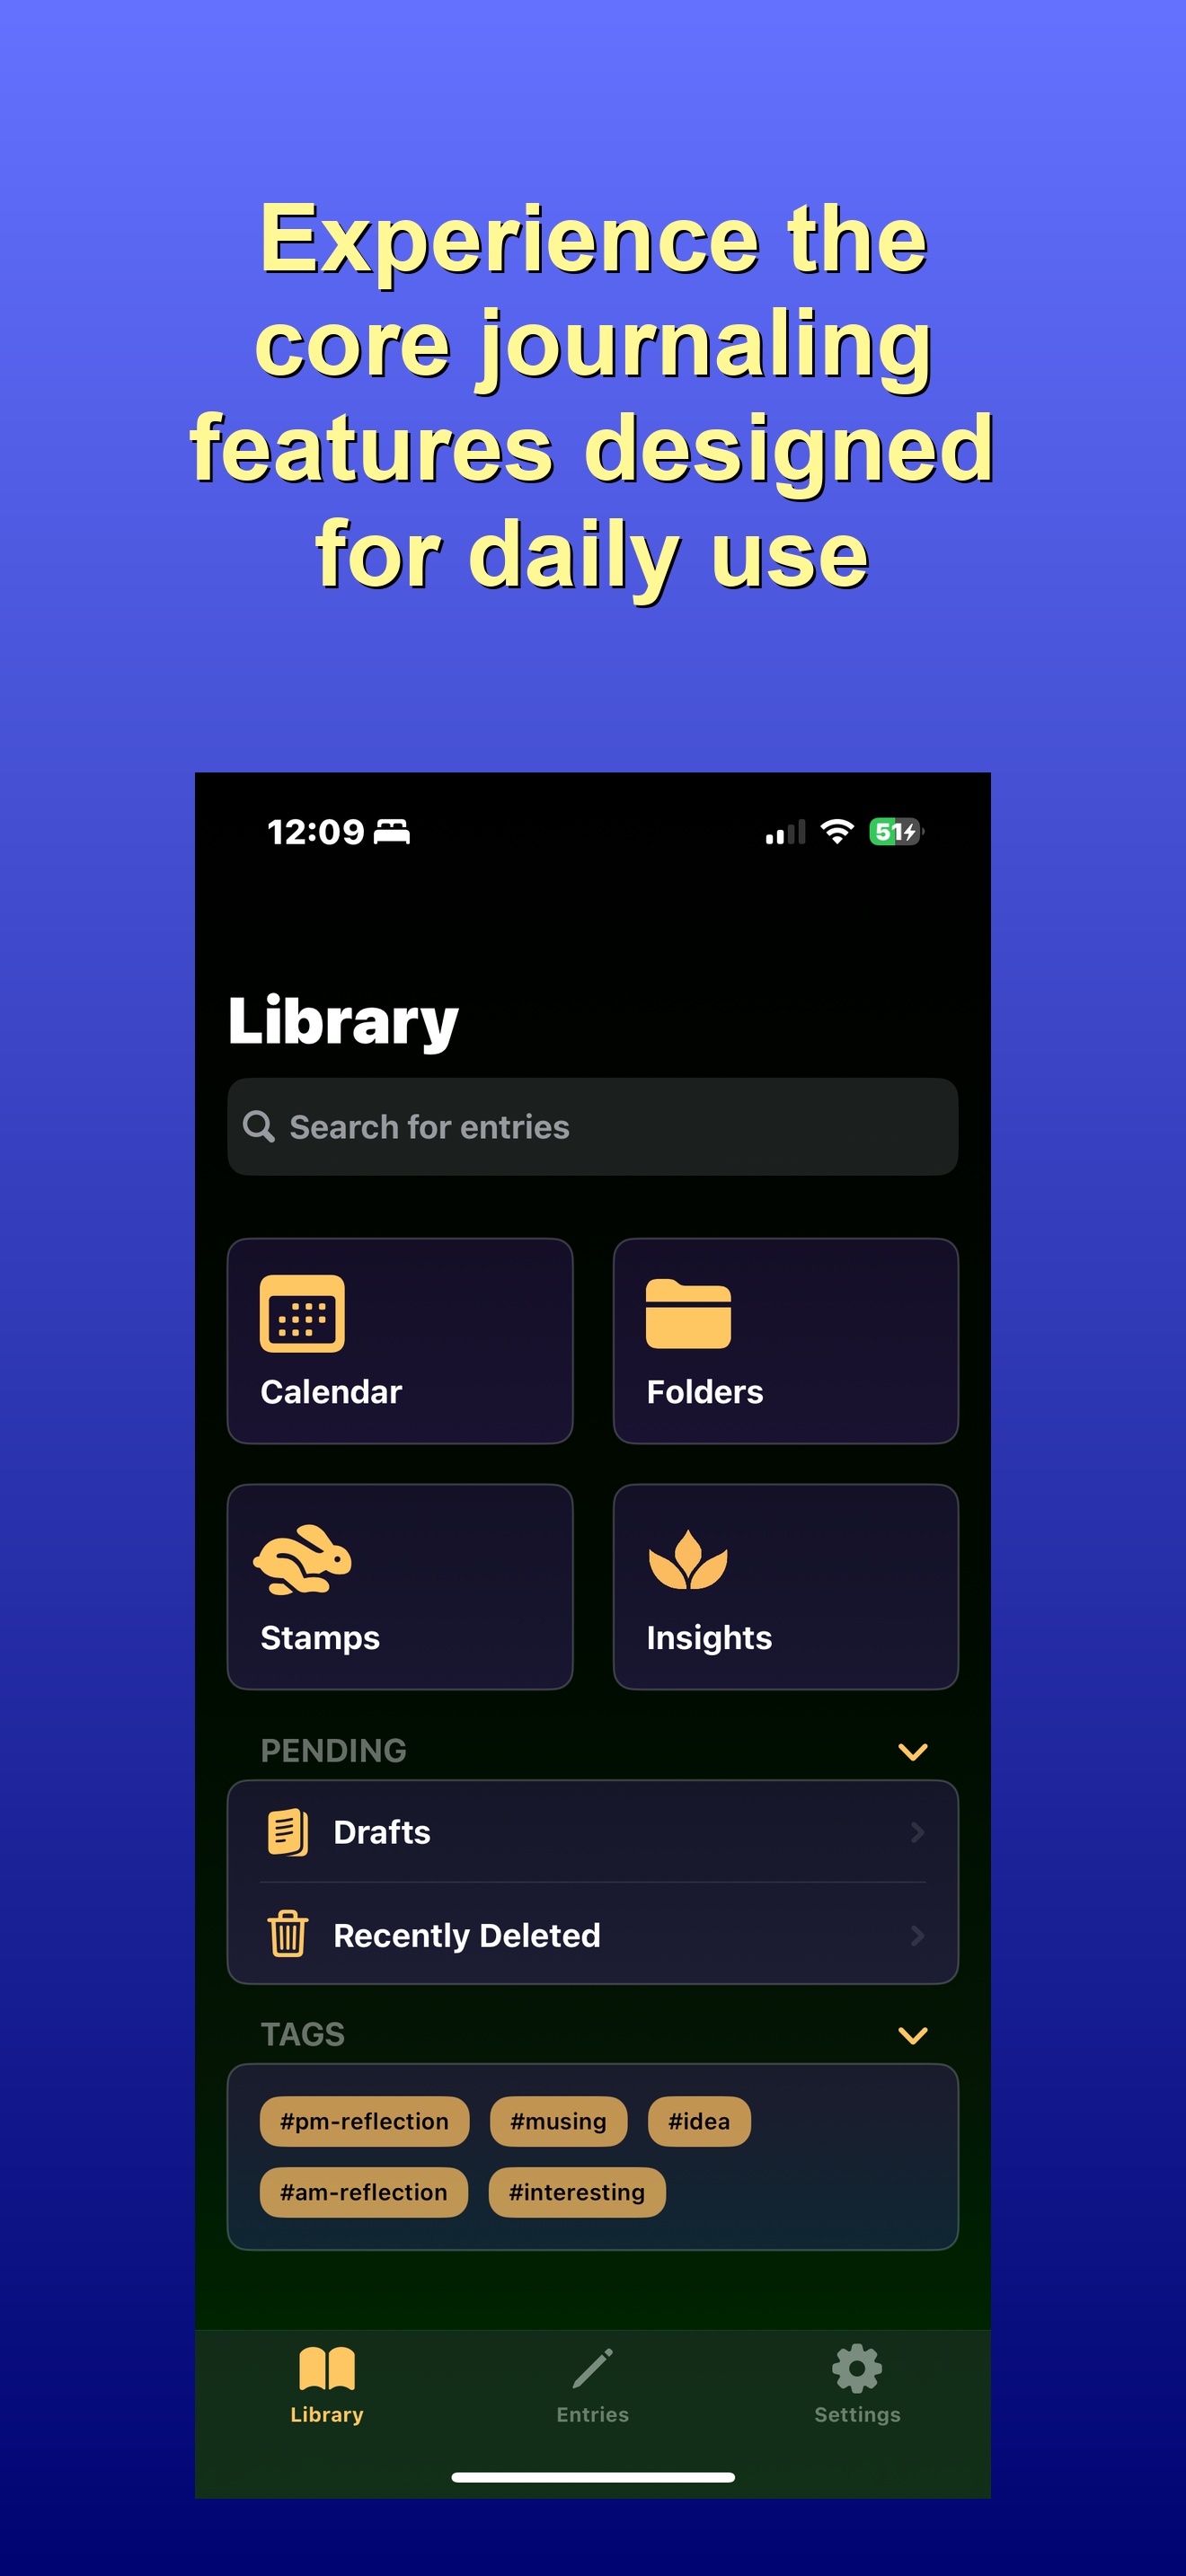 Experience the
core journaling
features designed
for daily use
12:09
51
Library
Search for entries
Calendar
Folders
Stamps
Insights
PENDING
Drafts
Recently Deleted
TAGS
#pm-reflection #musing #idea
#am-reflection #interesting
Library Entries Settings